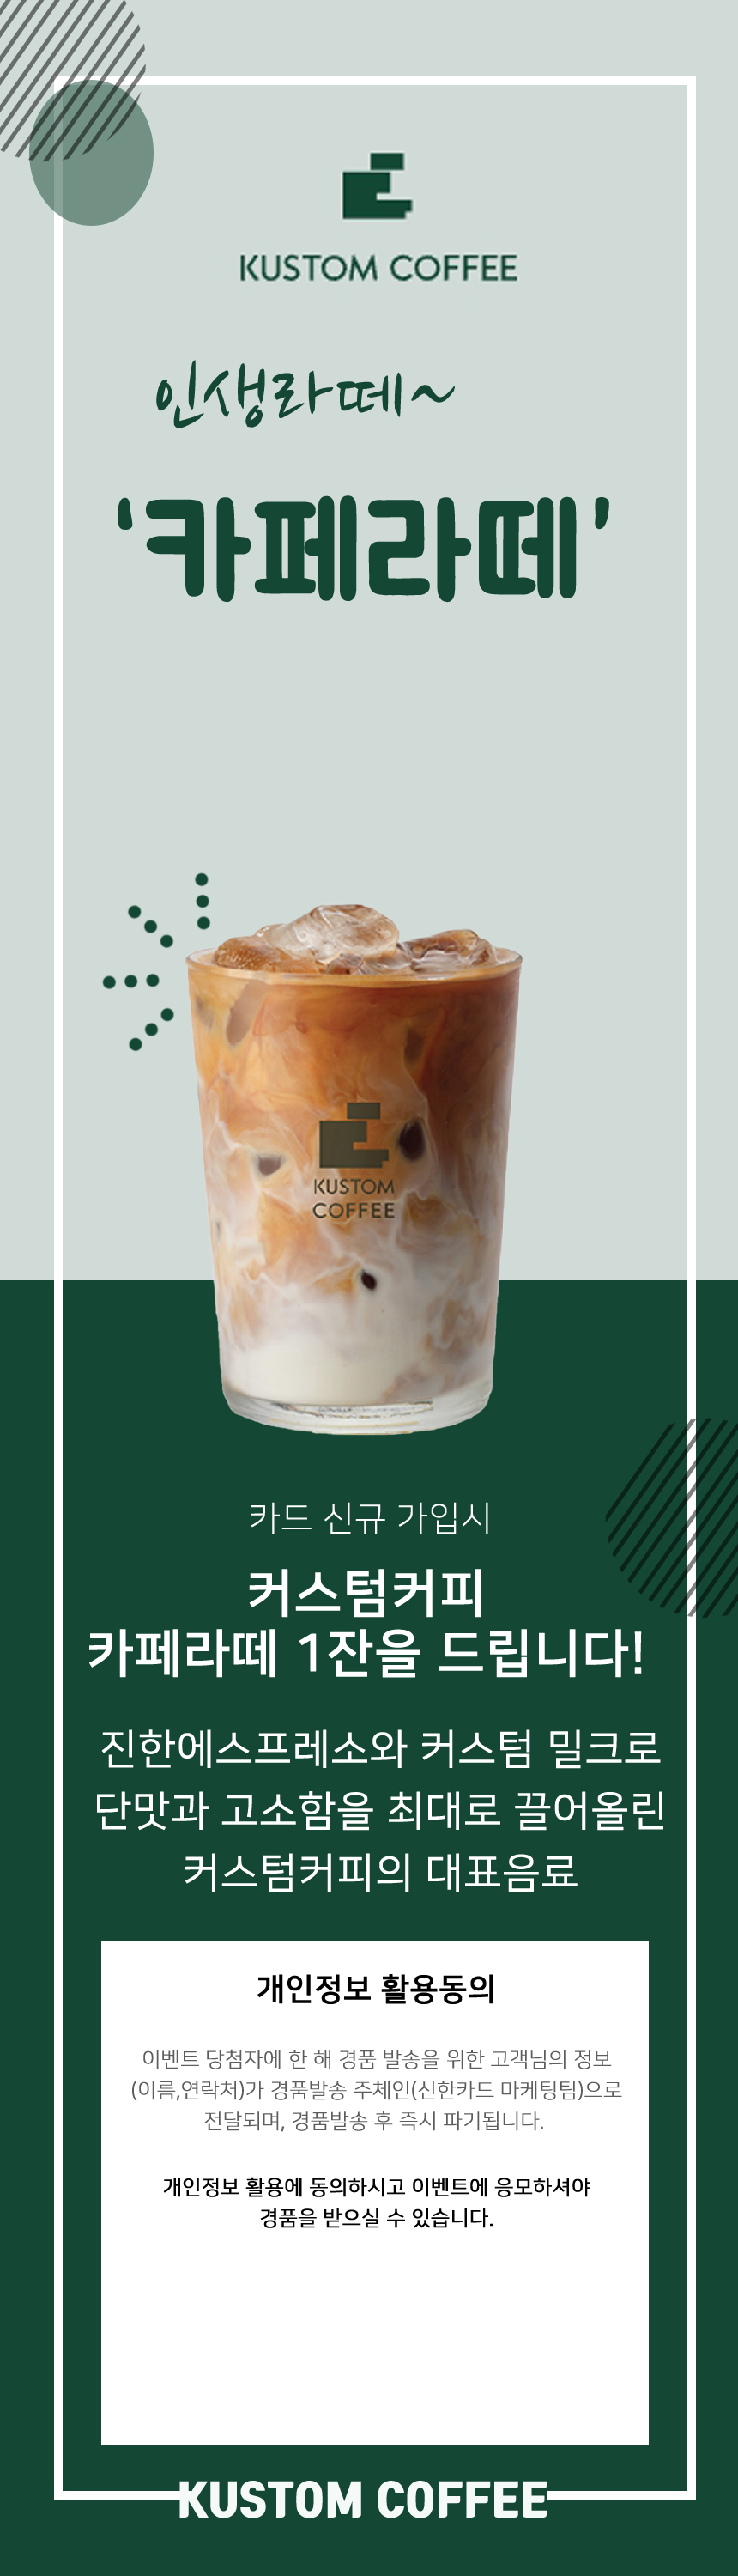 KUSTOM COFFEE
인생라떼~
‘카페라떼’
KUSTOM
COFFEE
카드 신규 가입시
커스텀커피
카페라떼 1잔을 드립니다!
진한에스프레소와 커스텀 밀크로
단맛과 고소함을 최대로 끌어올린
커스텀커피의 대표음료
개인정보 활용동의
이벤트 당첨자에 한 해 경품 발송을 위한 고객님의 정보
(이름,연락처)가 경품발송 주체인(신한카드 마케팅팀)으로
전달되며, 경품발송 후 즉시 파기됩니다.
개인정보 활용에 동의하시고 이벤트에 응모하셔야
경품을 받으실 수 있습니다.
KUSTOM COFFEE